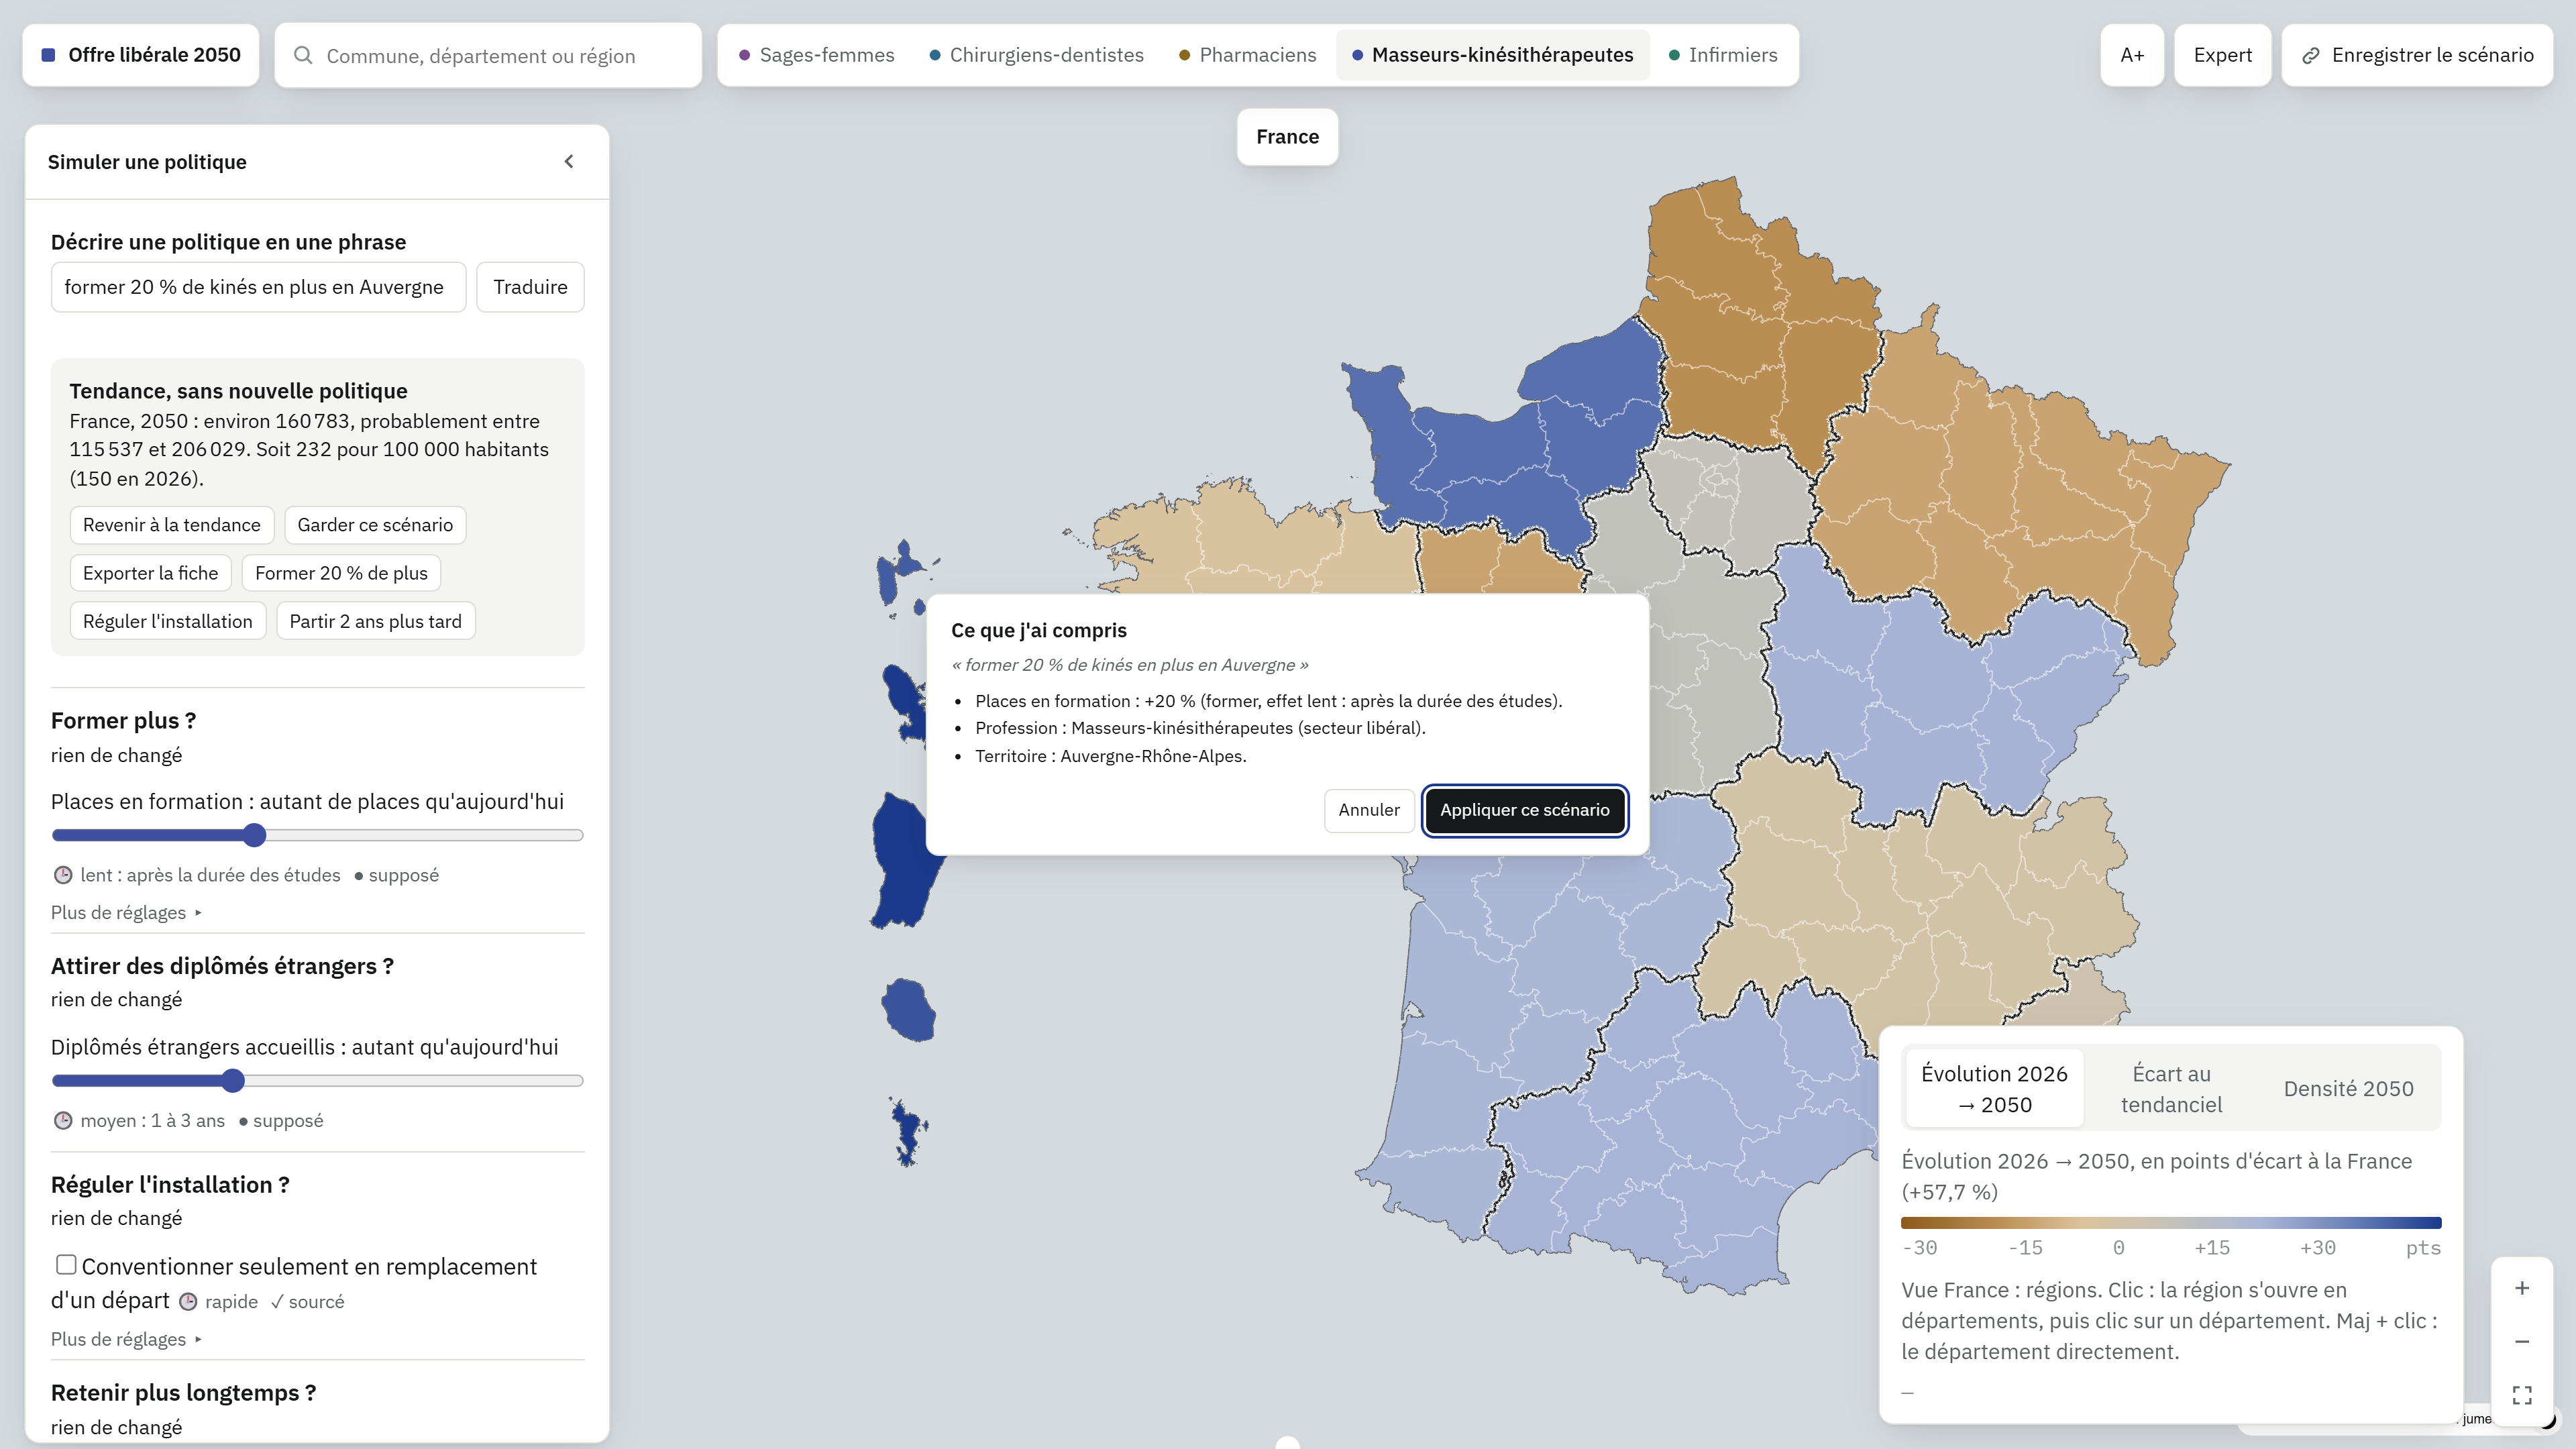 Offre libérale 2050
Commune, département ou région
Sages-femmes
Chirurgiens-dentistes
Pharmaciens
Masseurs-kinésithérapeutes
Infirmiers
A+
Expert
Enregistrer le scénario
France
Simuler une politique
Décrire une politique en une phrase
former 20 % de kinés en plus en Auvergne
Traduire
Tendance, sans nouvelle politique
France, 2050 : environ 160 783, probablement entre
115 537 et 206 029. Soit 232 pour 100 000 habitants
(150 en 2026).
Revenir à la tendance
Garder ce scénario
Exporter la fiche
Former 20 % de plus
Réguler l'installation
Partir 2 ans plus tard
Former plus ?
rien de changé
Places en formation : autant de places qu'aujourd'hui
lent : après la durée des études
● supposé
Plus de réglages ▸
Attirer des diplômés étrangers ?
rien de changé
Diplômés étrangers accueillis : autant qu'aujourd'hui
moyen : 1 à 3 ans
● supposé
Réguler l'installation ?
rien de changé
Conventionner seulement en remplacement
d'un départ rapide ✓ sourcé
Plus de réglages ▸
Retenir plus longtemps ?
rien de changé
Ce que j'ai compris
« former 20 % de kinés en plus en Auvergne »
• Places en formation : +20 % (former, effet lent : après la durée des études).
• Profession : Masseurs-kinésithérapeutes (secteur libéral).
• Territoire : Auvergne-Rhône-Alpes.
Annuler
Appliquer ce scénario
Évolution 2026
→ 2050
Écart au
tendanciel
Densité 2050
Évolution 2026 → 2050, en points d'écart à la France
(+57,7 %)
-30 -15 0 +15 +30 pts
Vue France : régions. Clic : la région s'ouvre en
départements, puis clic sur un département. Maj + clic :
le département directement.
—
+
−